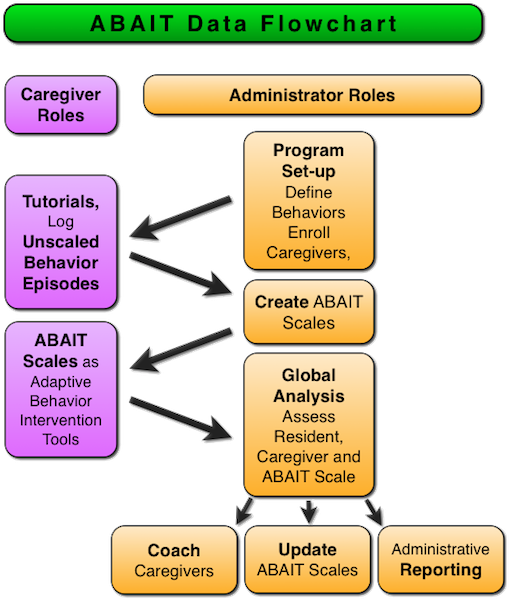 ABAIT Data Flowchart
Caregiver
Roles
Administrator Roles
Program
Set-up
Define
Behaviors
Enroll
Caregivers,
Tutorials,
Log
Unscaled
Behavior
Episodes
Create ABAIT
Scales
ABAIT
Scales as
Adaptive
Behavior
Intervention
Tools
Global
Analysis
Assess
Resident,
Caregiver and
ABAIT Scale
Coach
Caregivers
Update
ABAIT Scales
Administrative
Reporting